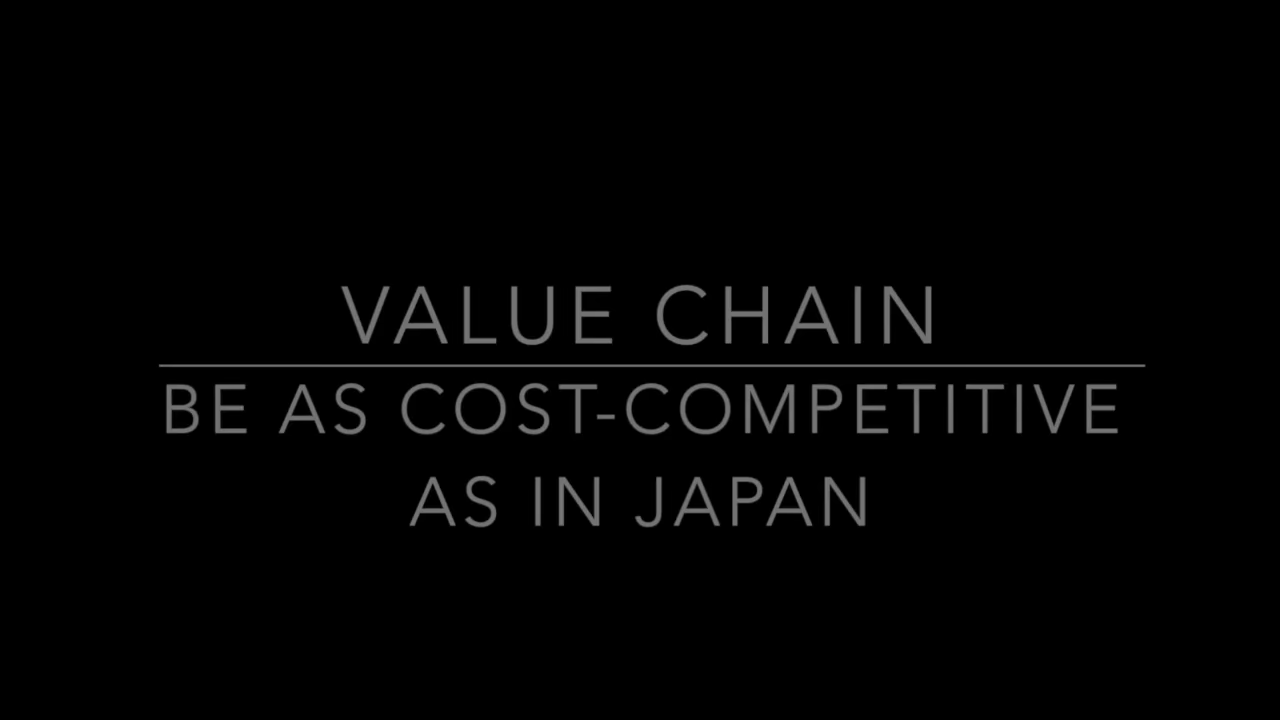 VALUE CHAIN
BE AS COST-COMPETITIVE
AS IN JAPAN